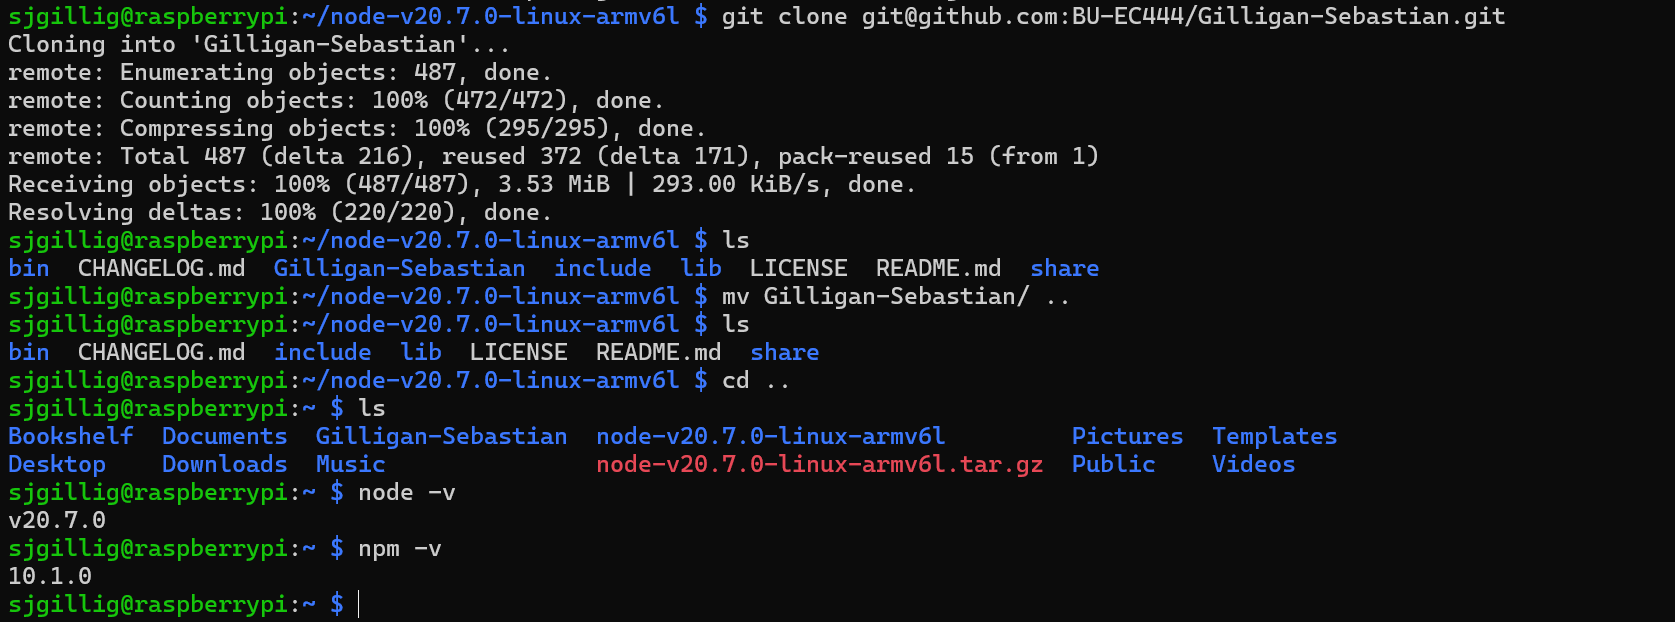 sjgillig@raspberrypi:~/node-v20.7.0-linux-armv6l $ git clone git@github.com:BU-EC444/Gilligan-Sebastian.git
Cloning into 'Gilligan-Sebastian'...
remote: Enumerating objects: 487, done.
remote: Counting objects: 100% (472/472), done.
remote: Compressing objects: 100% (295/295), done.
remote: Total 487 (delta 216), reused 372 (delta 171), pack-reused 15 (from 1)
Receiving objects: 100% (487/487), 3.53 MiB | 293.00 KiB/s, done.
Resolving deltas: 100% (220/220), done.
sjgillig@raspberrypi:~/node-v20.7.0-linux-armv6l $ ls
bin  CHANGELOG.md  Gilligan-Sebastian  include  lib  LICENSE  README.md  share
sjgillig@raspberrypi:~/node-v20.7.0-linux-armv6l $ mv Gilligan-Sebastian/ ..
sjgillig@raspberrypi:~/node-v20.7.0-linux-armv6l $ ls
bin  CHANGELOG.md  include  lib  LICENSE  README.md  share
sjgillig@raspberrypi:~/node-v20.7.0-linux-armv6l $ cd ..
sjgillig@raspberrypi:~ $ ls
Bookshelf  Documents  Gilligan-Sebastian  node-v20.7.0-linux-armv6l         Pictures  Templates
Desktop    Downloads  Music               node-v20.7.0-linux-armv6l.tar.gz  Public    Videos
sjgillig@raspberrypi:~ $ node -v
v20.7.0
sjgillig@raspberrypi:~ $ npm -v
10.1.0
sjgillig@raspberrypi:~ $